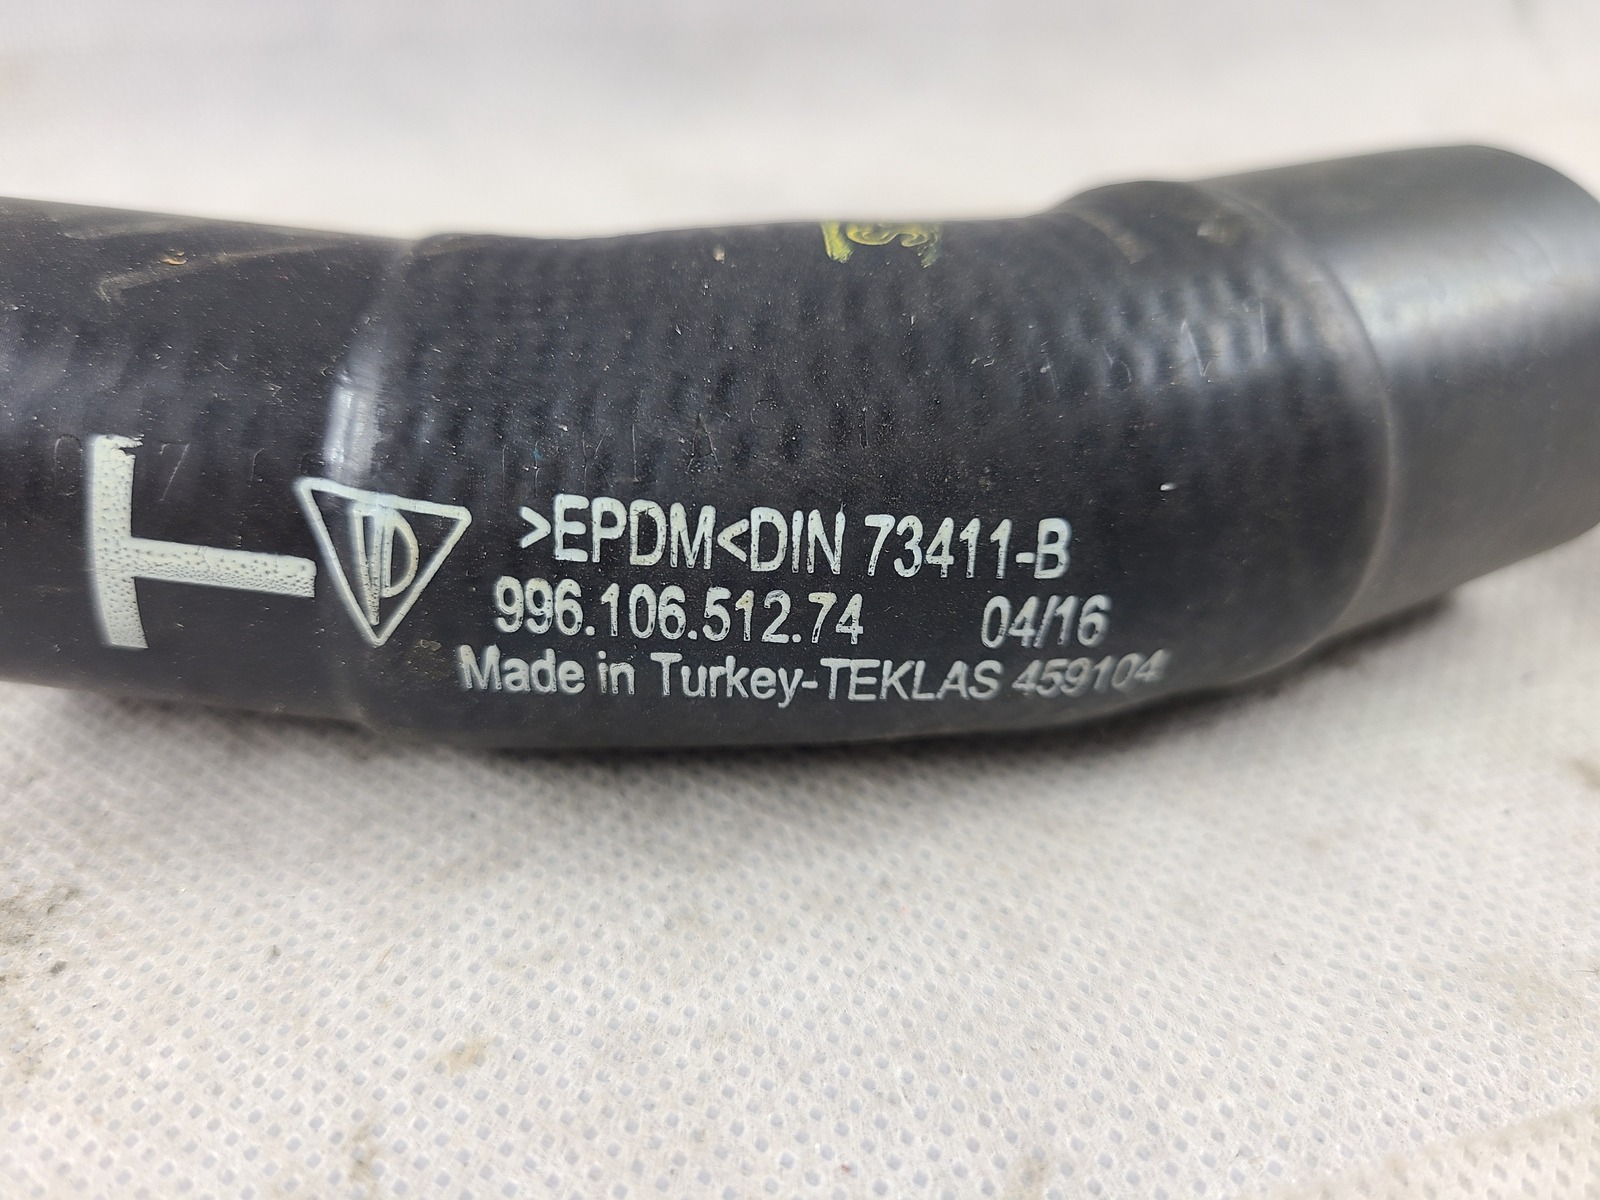 >EPDM<DIN 73411-B
996.106.512.74 04/16
Made in Turkey-TEKLAS 459104